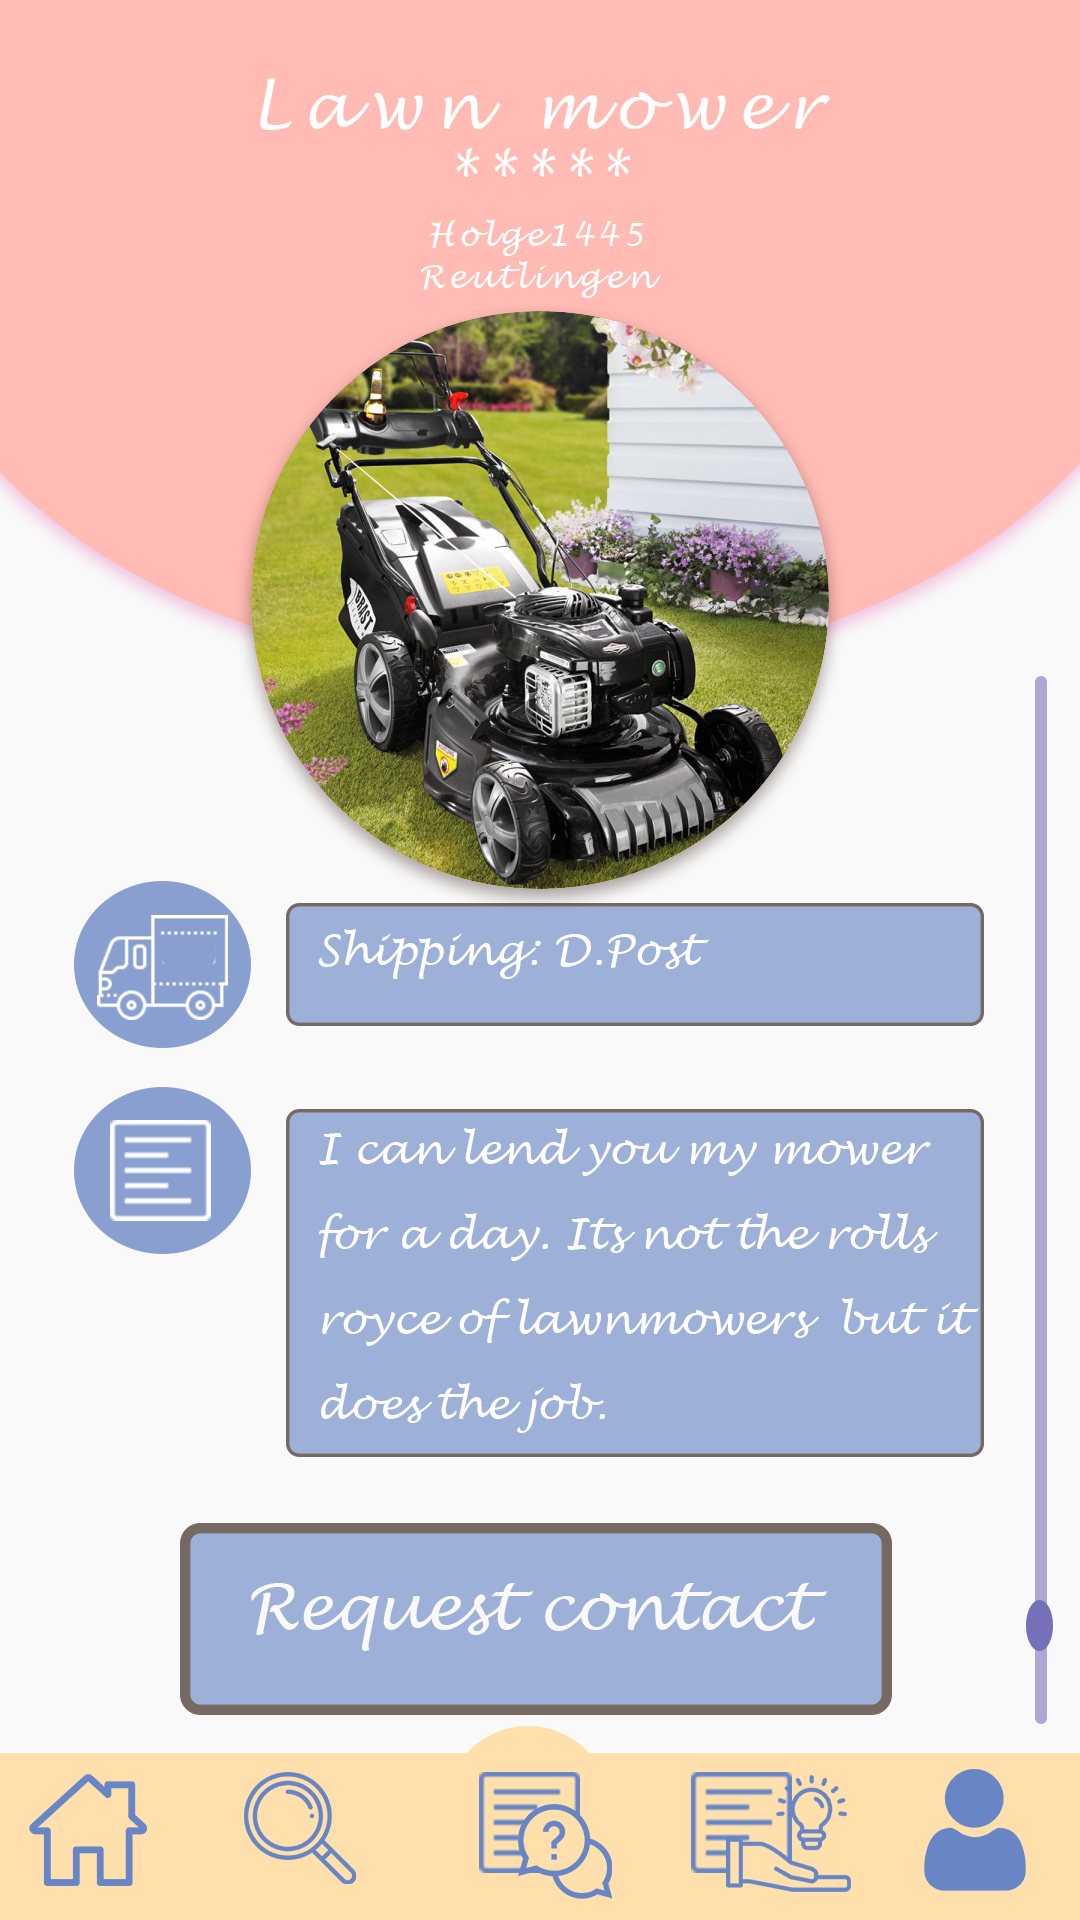 Lawn mower
*****
Holge1445
Reutlingen
BRAST
Shipping: D.Post
I can lend you my mower
for a day. Its not the rolls
royce of lawnmowers  but it
does the job.
Request contact
?